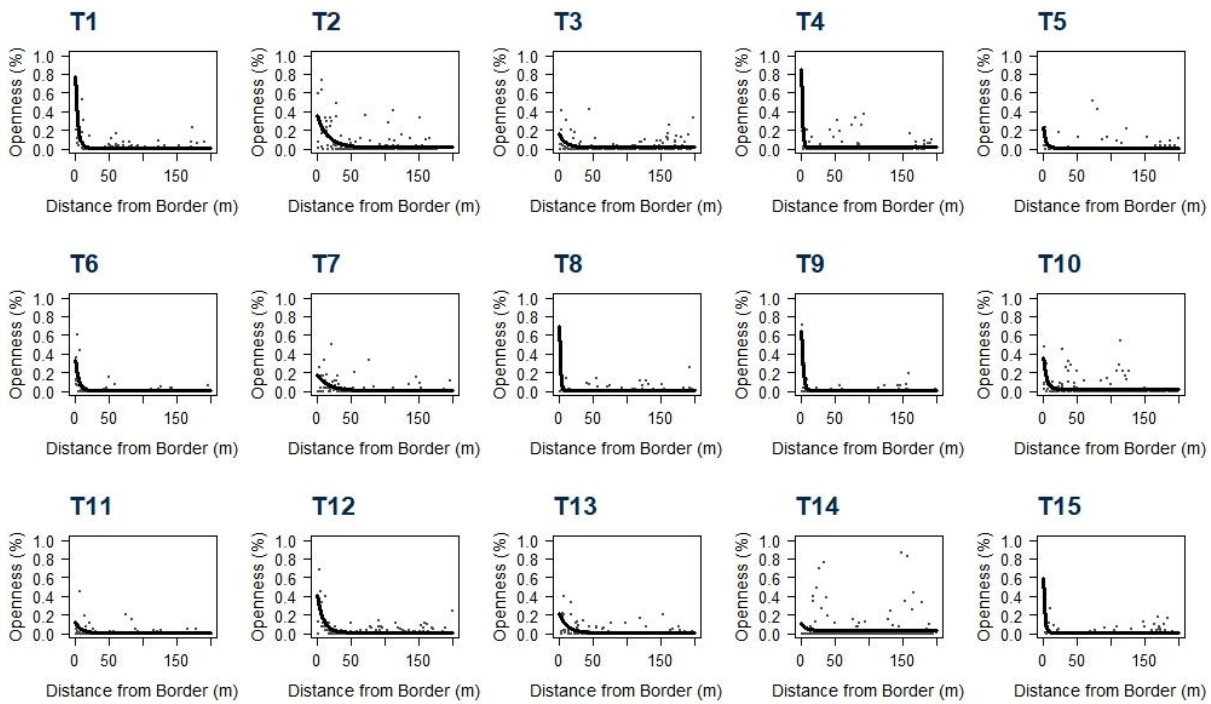 T1 T2 T3 T4 T5
Openness (%) Openness (%) Openness (%) Openness (%) Openness (%)
1.0 1.0 1.0 1.0 1.0
0.8 0.8 0.8 0.8 0.8
0.6 0.6 0.6 0.6 0.6
0.4 0.4 0.4 0.4 0.4
0.2 0.2 0.2 0.2 0.2
0.0 0.0 0.0 0.0 0.0
0 50 150 0 50 150 0 50 150 0 50 150 0 50 150
Distance from Border (m) Distance from Border (m) Distance from Border (m) Distance from Border (m) Distance from Border (m)
T6 T7 T8 T9 T10
Openness (%) Openness (%) Openness (%) Openness (%) Openness (%)
1.0 1.0 1.0 1.0 1.0
0.8 0.8 0.8 0.8 0.8
0.6 0.6 0.6 0.6 0.6
0.4 0.4 0.4 0.4 0.4
0.2 0.2 0.2 0.2 0.2
0.0 0.0 0.0 0.0 0.0
0 50 150 0 50 150 0 50 150 0 50 150 0 50 150
Distance from Border (m) Distance from Border (m) Distance from Border (m) Distance from Border (m) Distance from Border (m)
T11 T12 T13 T14 T15
Openness (%) Openness (%) Openness (%) Openness (%) Openness (%)
1.0 1.0 1.0 1.0 1.0
0.8 0.8 0.8 0.8 0.8
0.6 0.6 0.6 0.6 0.6
0.4 0.4 0.4 0.4 0.4
0.2 0.2 0.2 0.2 0.2
0.0 0.0 0.0 0.0 0.0
0 50 150 0 50 150 0 50 150 0 50 150 0 50 150
Distance from Border (m) Distance from Border (m) Distance from Border (m) Distance from Border (m) Distance from Border (m)